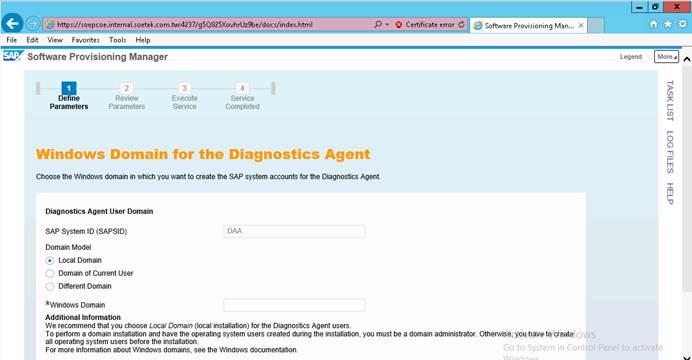 https://soepcoe.internal.soetek.com.tw:4237/g5Q825XovhrUz9be/docs/index.html
Certificate error
Software Provisioning Man...
File Edit View Favorites Tools Help
SAP Software Provisioning Manager
Legend
More
1 2 3 4
Define Parameters
Review Parameters
Execute Service
Service Completed
TASK LIST
LOG FILES
HELP
Windows Domain for the Diagnostics Agent
Choose the Windows domain in which you want to create the SAP system accounts for the Diagnostics Agent.
Diagnostics Agent User Domain
SAP System ID (SAPSID) DAA
Domain Model
Local Domain
Domain of Current User
Different Domain
*Windows Domain
Additional Information
We recommend that you choose Local Domain (local installation) for the Diagnostics Agent users.
To perform a domain installation and have the operating system users created during the installation, you must be a domain administrator. Otherwise, you have to create
all operating system users before the installation.
For more information about Windows domains, see the Windows documentation.
Activate Windows
Go to System in Control Panel to activate
Windows.